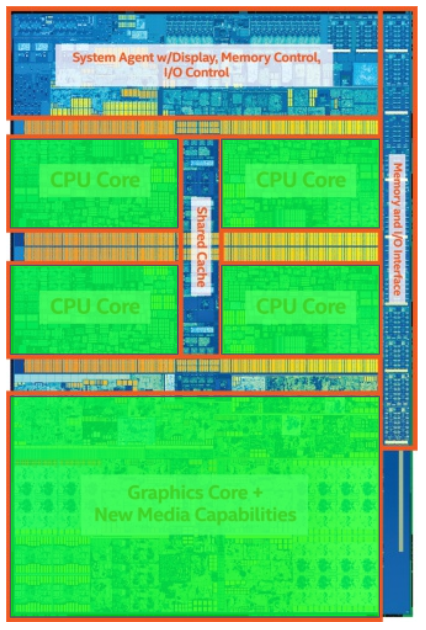 System Agent w/Display, Memory Control,
I/O Control
CPU Core
CPU Core
Shared Cache
Memory and I/O Interface
CPU Core
CPU Core
Graphics Core +
New Media Capabilities